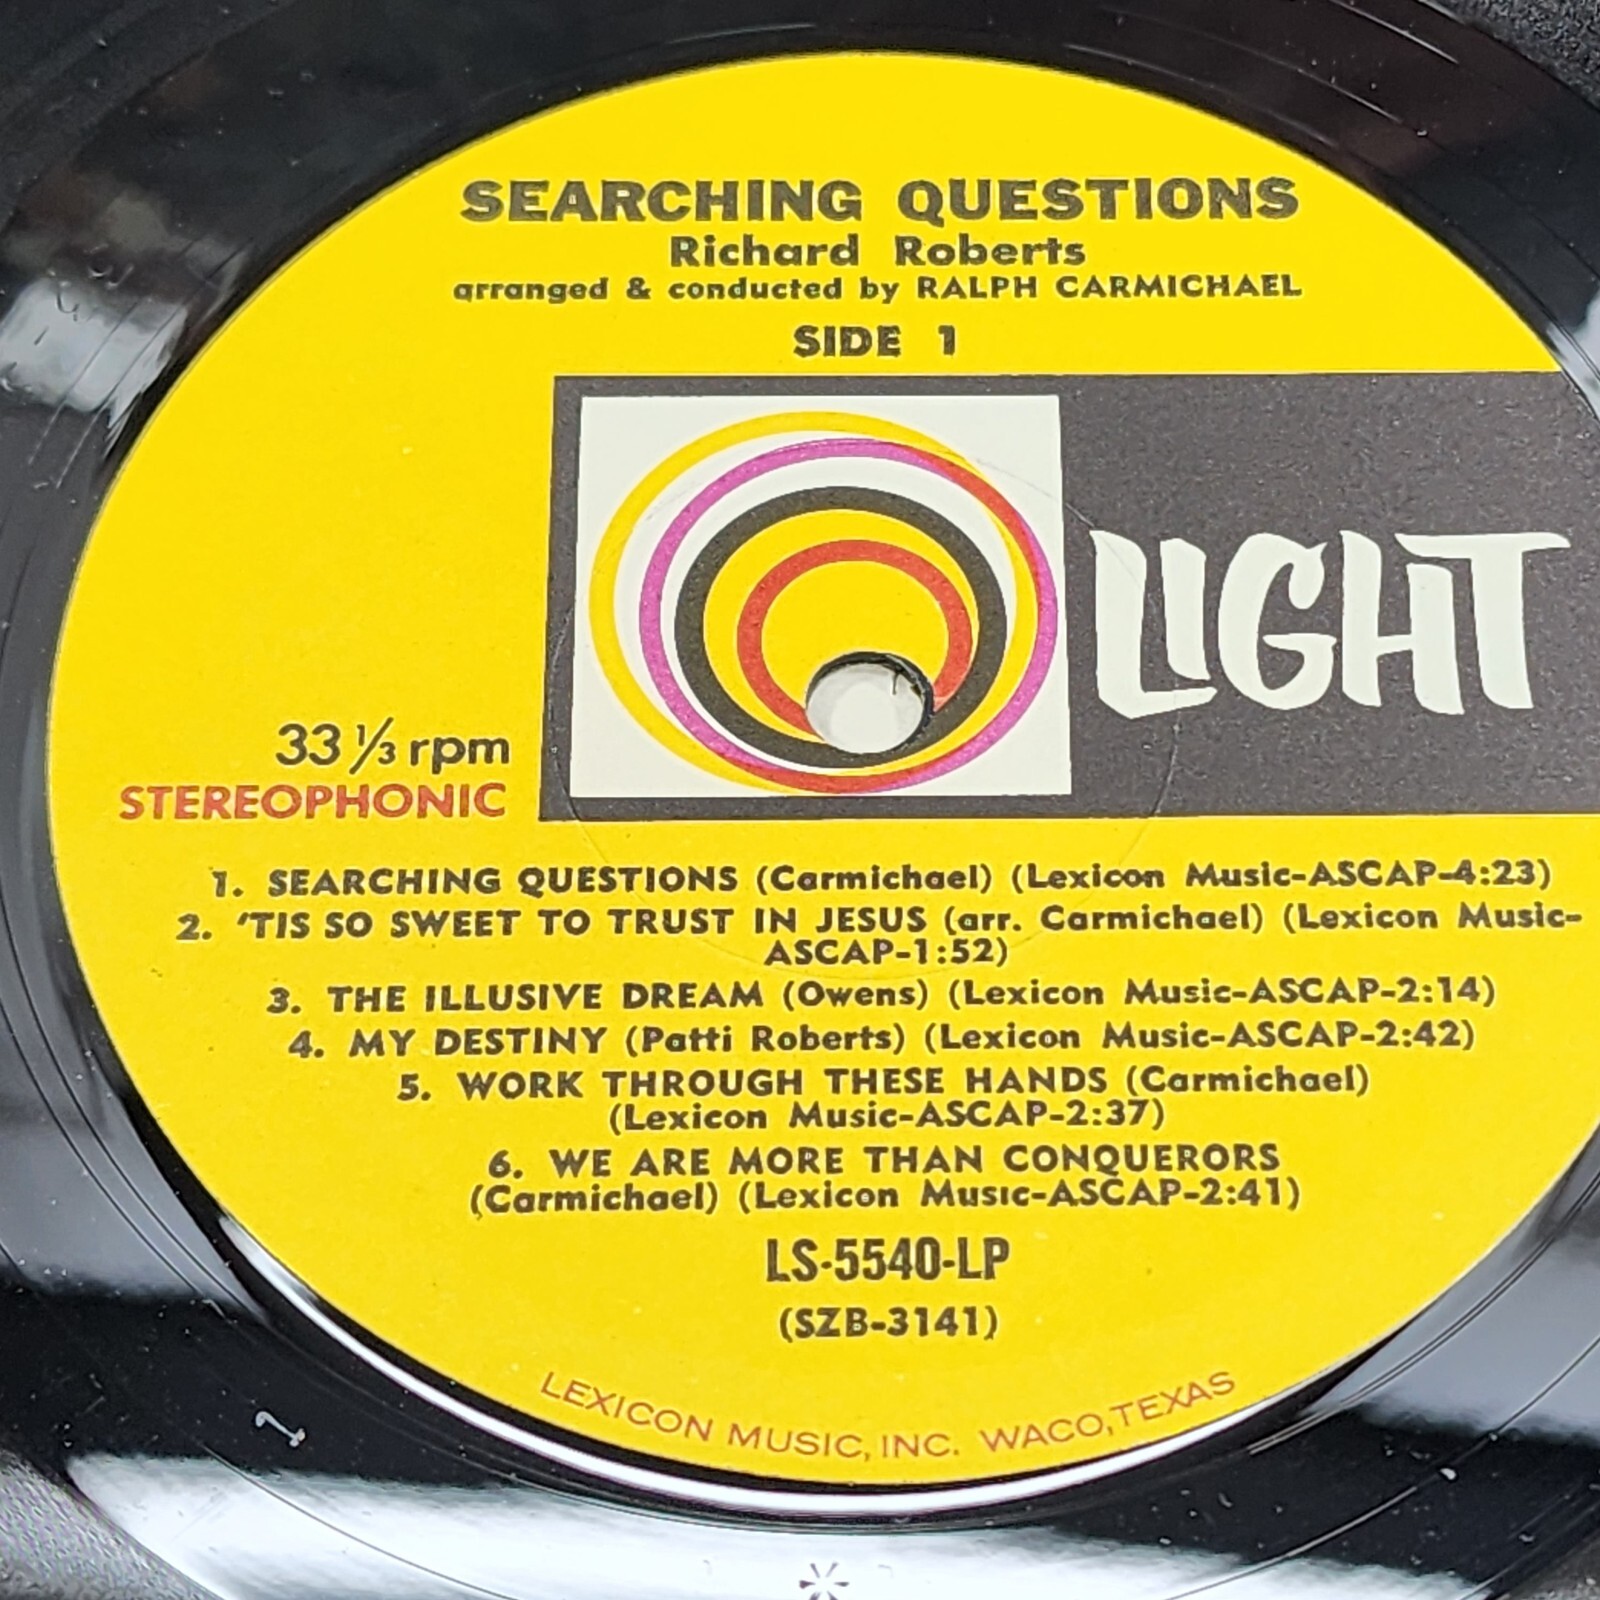 SEARCHING QUESTIONS
Richard Roberts
arranged & conducted by RALPH CARMICHAEL
SIDE 1
LIGHT
33 1/3 rpm
STEREOPHONIC
1. SEARCHING QUESTIONS (Carmichael) (Lexicon Music-ASCAP-4:23)
2. 'TIS SO SWEET TO TRUST IN JESUS (arr. Carmichael) (Lexicon Music-
ASCAP-1:52)
3. THE ILLUSIVE DREAM (Owens) (Lexicon Music-ASCAP-2:14)
4. MY DESTINY (Patti Roberts) (Lexicon Music-ASCAP-2:42)
5. WORK THROUGH THESE HANDS (Carmichael)
(Lexicon Music-ASCAP-2:37)
6. WE ARE MORE THAN CONQUERORS
(Carmichael) (Lexicon Music-ASCAP-2:41)
LS-5540-LP
(SZB-3141)
LEXICON MUSIC, INC. WACO, TEXAS
1
*